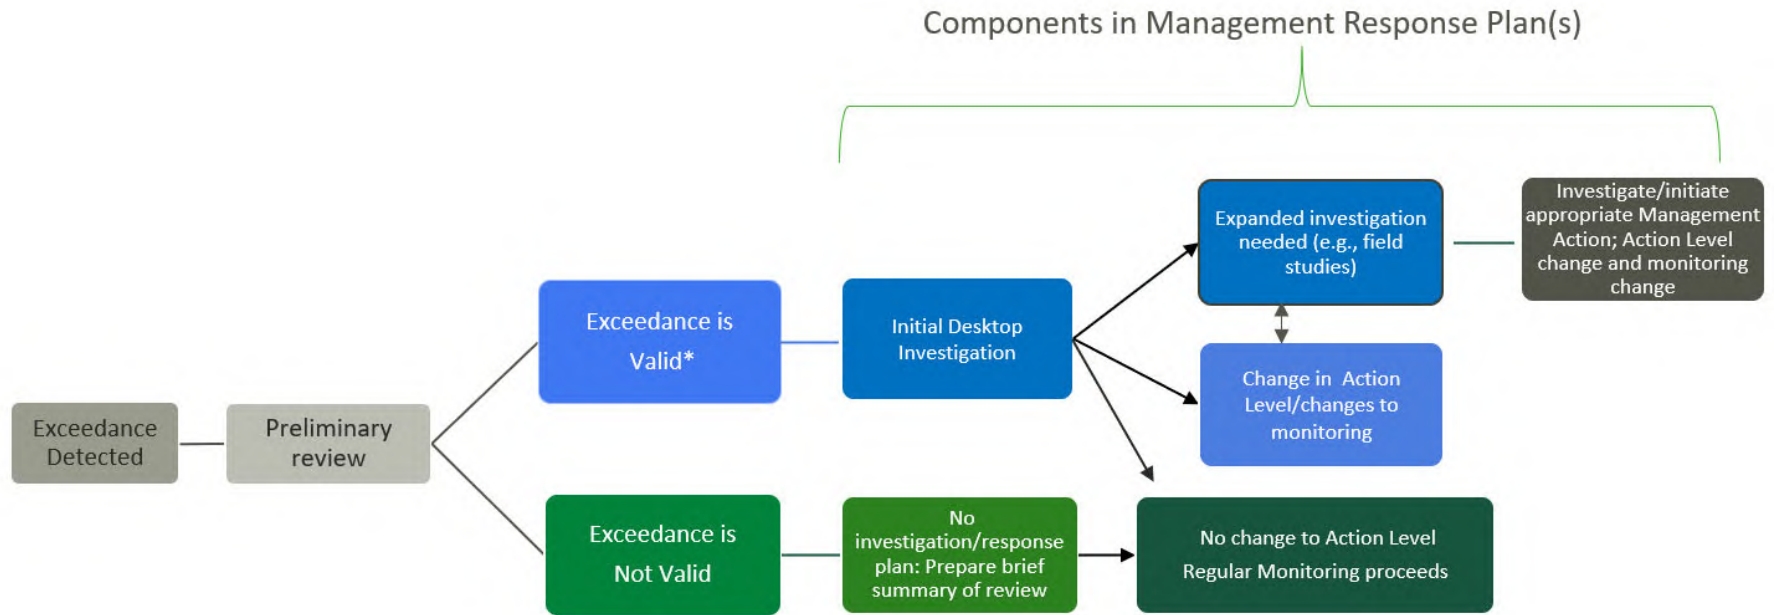 Components in Management Response Plan(s)
Exceedance
Detected
Preliminary
review
Exceedance is
Valid*
Initial Desktop
Investigation
Expanded investigation
needed (e.g., field
studies)
Investigate/initiate
appropriate Management
Action; Action Level
change and monitoring
change
Change in Action
Level/changes to
monitoring
Exceedance is
Not Valid
No
investigation/response
plan: Prepare brief
summary of review
No change to Action Level
Regular Monitoring proceeds